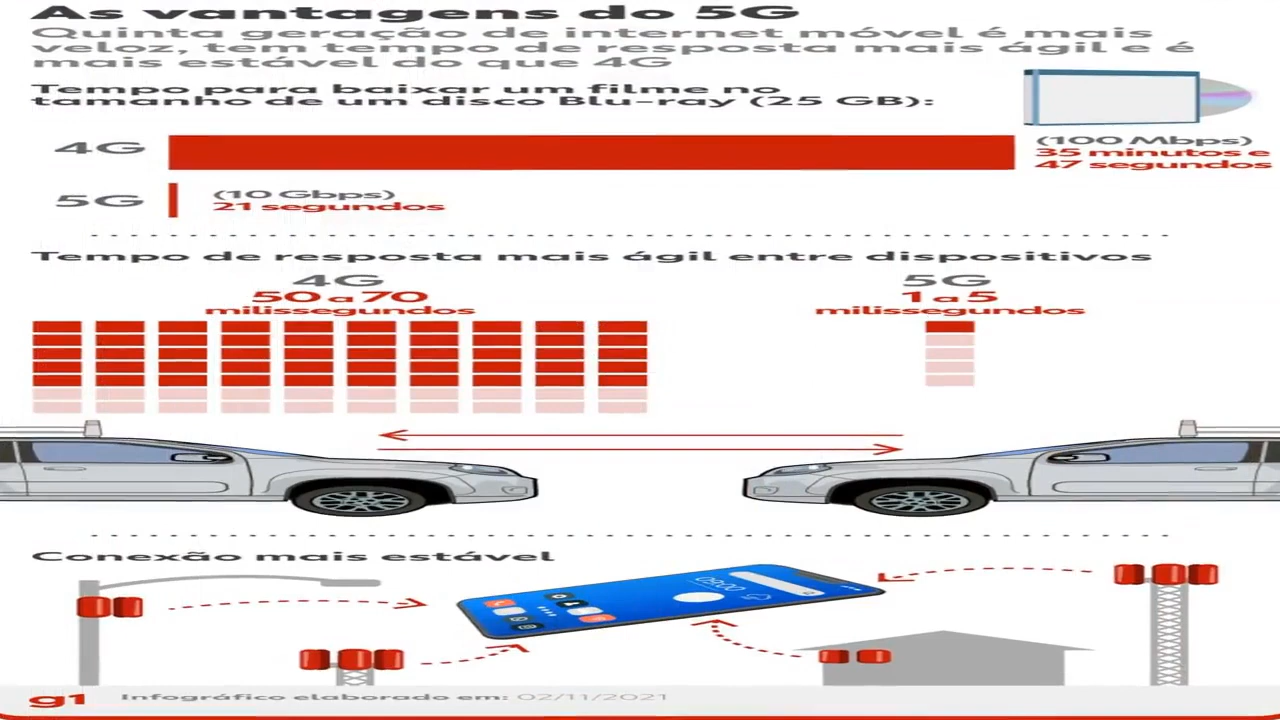 As vantagens do 5G
Quinta geração de internet móvel é mais
veloz, tem tempo de resposta mais ágil e é
mais estável do que 4G
Tempo para baixar um filme no
tamanho de um disco Blu-ray (25 GB):
4G
(100 Mbps)
35 minutos e
47 segundos
5G
(10 Gbps)
21 segundos
Tempo de resposta mais ágil entre dispositivos
4G
50 a 70
milissegundos
5G
1 a 5
milissegundos
Conexão mais estável
09:00
g1
Infográfico elaborado em: 02/11/2021